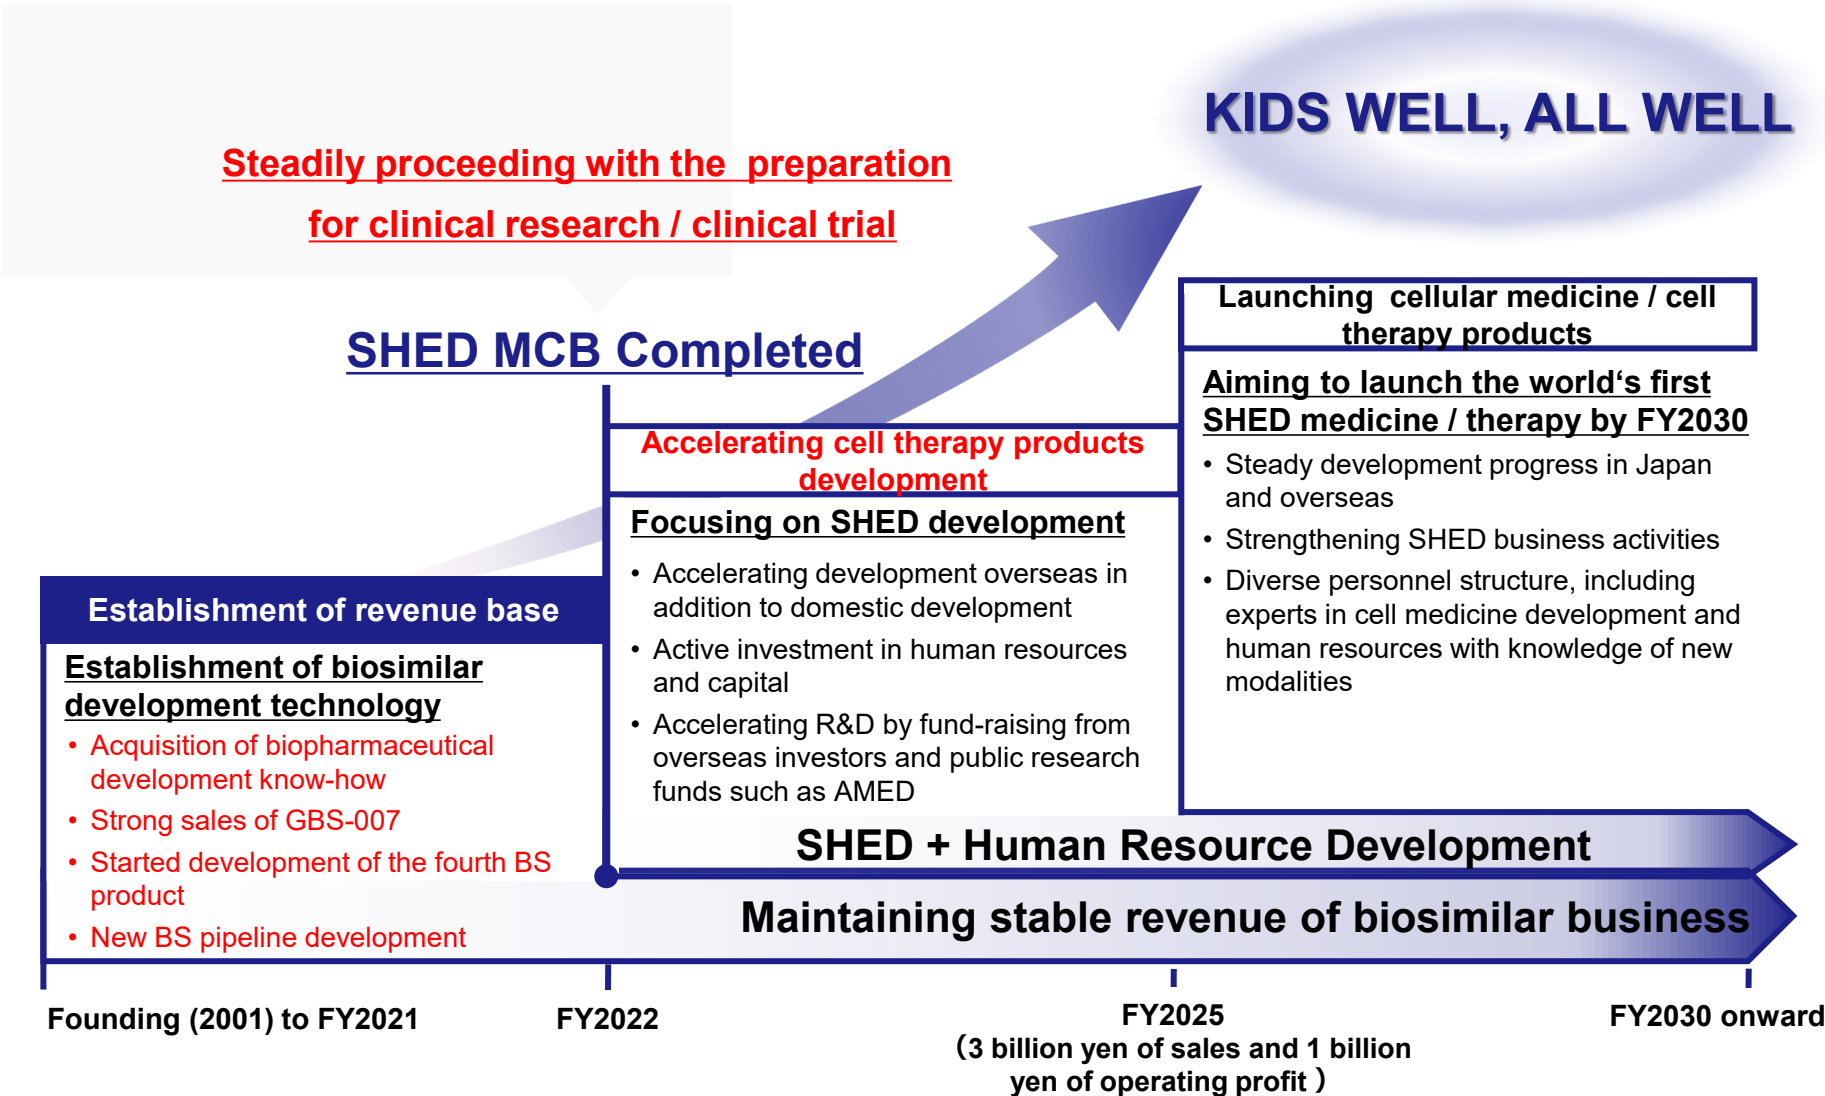 KIDS WELL, ALL WELL
Steadily proceeding with the  preparation
for clinical research / clinical trial
SHED MCB Completed
Launching  cellular medicine / cell
therapy products
Aiming to launch the world‘s first
SHED medicine / therapy by FY2030
• Steady development progress in Japan
and overseas
• Strengthening SHED business activities
• Diverse personnel structure, including
experts in cell medicine development and
human resources with knowledge of new
modalities
Accelerating cell therapy products
development
Focusing on SHED development
• Accelerating development overseas in
addition to domestic development
• Active investment in human resources
and capital
• Accelerating R&D by fund-raising from
overseas investors and public research
funds such as AMED
Establishment of revenue base
Establishment of biosimilar
development technology
• Acquisition of biopharmaceutical
development know-how
• Strong sales of GBS-007
• Started development of the fourth BS
product
• New BS pipeline development
SHED + Human Resource Development
Maintaining stable revenue of biosimilar business
Founding (2001) to FY2021
FY2022
FY2025
（3 billion yen of sales and 1 billion
yen of operating profit ）
FY2030 onward